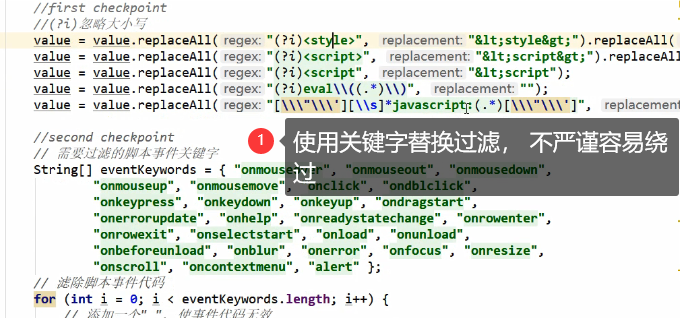 //first checkpoint
//(?i)忽略大小写
value = value.replaceAll( regex: "(?i)<style>", replacement: "&lt;style&gt;").replaceAll(
value = value.replaceAll( regex: "(?i)<script>", replacement: "&lt;script&gt;").replaceAll
value = value.replaceAll( regex: "(?i)<script", replacement: "&lt;script");
value = value.replaceAll( regex: "(?i)eval\\((.*)\\)", replacement: "");
value = value.replaceAll( regex: "[\\\"\\\'][\\s]*javascript:(.*)[\\\"\\\']", replacement:
//second checkpoint
// 需要过滤的脚本事件关键字
1 使用关键字替换过滤， 不严谨容易绕过
String[] eventKeywords = { "onmouseover", "onmouseout", "onmousedown",
"onmouseup", "onmousemove", "onclick", "ondblclick",
"onkeypress", "onkeydown", "onkeyup", "ondragstart",
"onerrorupdate", "onhelp", "onreadystatechange", "onrowenter",
"onrowexit", "onselectstart", "onload", "onunload",
"onbeforeunload", "onblur", "onerror", "onfocus", "onresize",
"onscroll", "oncontextmenu", "alert" };
// 滤除脚本事件代码
for (int i = 0; i < eventKeywords.length; i++) {
// 添加一个" ", 使事件代码无效